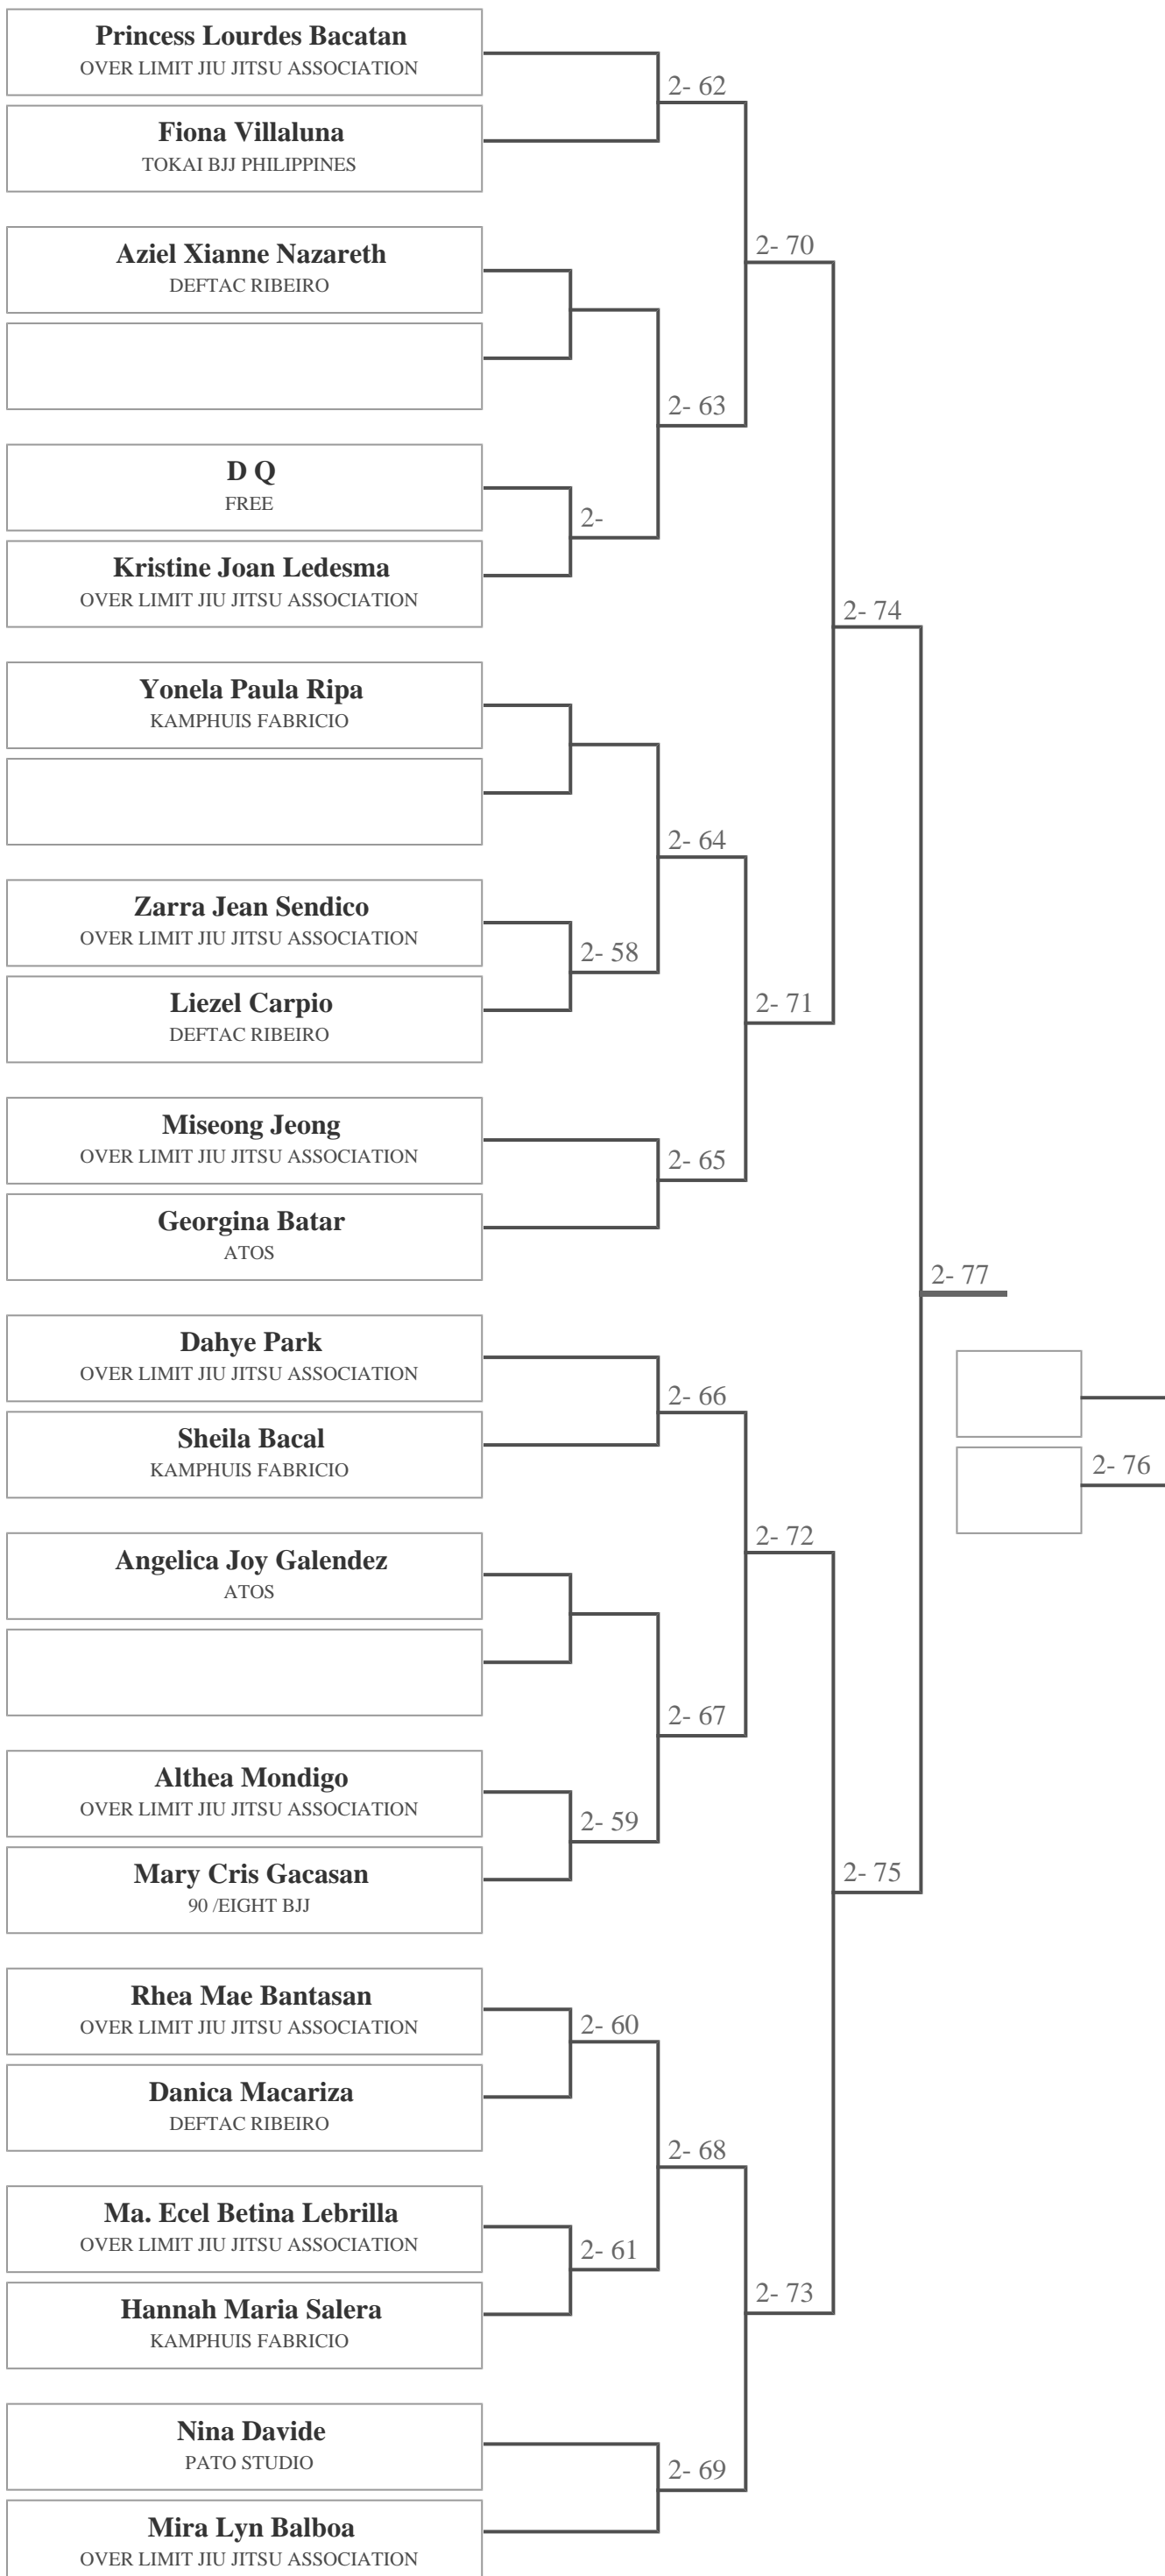 Princess Lourdes Bacatan
OVER LIMIT JIU JITSU ASSOCIATION
2- 62
Fiona Villaluna
TOKAI BJJ PHILIPPINES
2- 70
Aziel Xianne Nazareth
DEFTAC RIBEIRO
2- 63
D Q
FREE
2-
Kristine Joan Ledesma
OVER LIMIT JIU JITSU ASSOCIATION
2- 74
Yonela Paula Ripa
KAMPHUIS FABRICIO
2- 64
Zarra Jean Sendico
OVER LIMIT JIU JITSU ASSOCIATION
2- 58
Liezel Carpio
DEFTAC RIBEIRO
2- 71
Miseong Jeong
OVER LIMIT JIU JITSU ASSOCIATION
2- 65
Georgina Batar
ATOS
2- 77
Dahye Park
OVER LIMIT JIU JITSU ASSOCIATION
2- 66
Sheila Bacal
KAMPHUIS FABRICIO
2- 76
2- 72
Angelica Joy Galendez
ATOS
2- 67
Althea Mondigo
OVER LIMIT JIU JITSU ASSOCIATION
2- 59
Mary Cris Gacasan
90 /EIGHT BJJ
2- 75
Rhea Mae Bantasan
OVER LIMIT JIU JITSU ASSOCIATION
2- 60
Danica Macariza
DEFTAC RIBEIRO
2- 68
Ma. Ecel Betina Lebrilla
OVER LIMIT JIU JITSU ASSOCIATION
2- 61
Hannah Maria Salera
KAMPHUIS FABRICIO
2- 73
Nina Davide
PATO STUDIO
2- 69
Mira Lyn Balboa
OVER LIMIT JIU JITSU ASSOCIATION